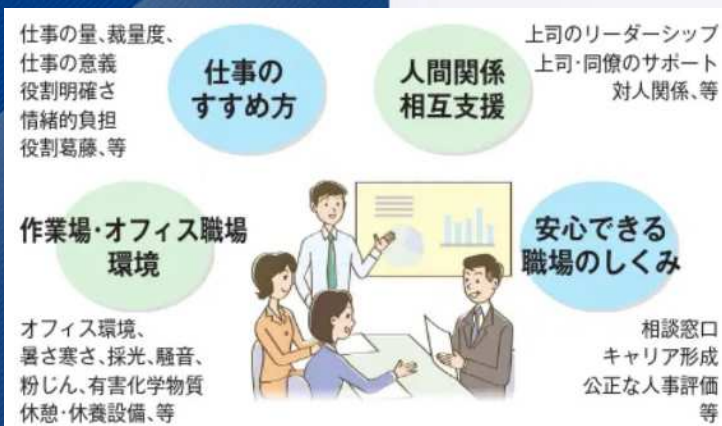 仕事の量、裁量度、
仕事の意義
役割明確さ
情緒的負担
役割葛藤、等
仕事の
すすめ方
人間関係
相互支援
上司のリーダーシップ
上司・同僚のサポート
対人関係、等
作業場・オフィス職場
環境
オフィス環境、
暑さ寒さ、採光、騒音、
粉じん、有害化学物質
休憩・休養設備、等
安心できる
職場のしくみ
相談窓口
キャリア形成
公正な人事評価
等